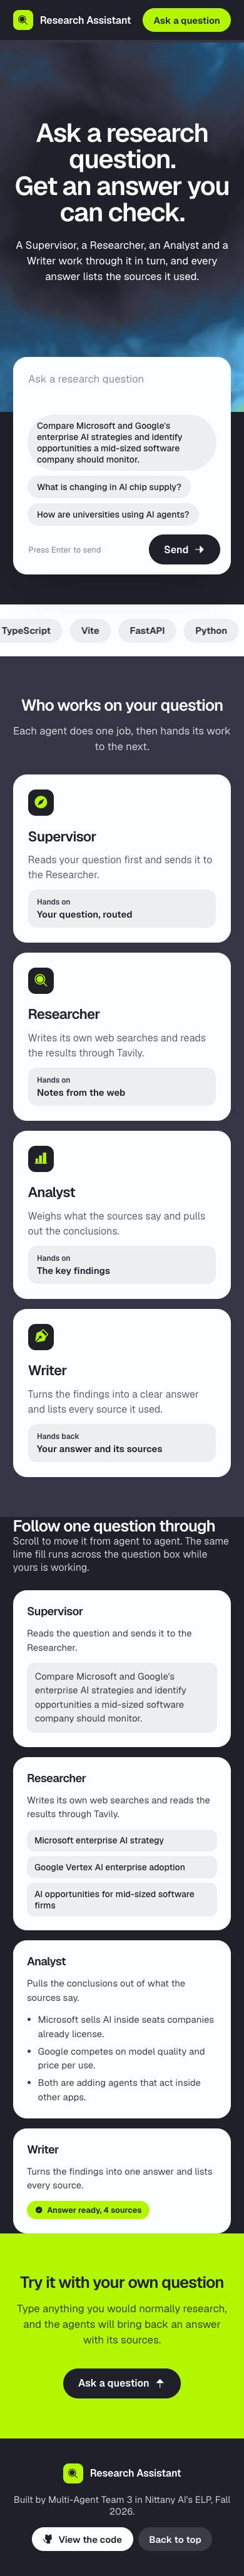 Research Assistant
Ask a question
Ask a research
question.
Get an answer you
can check.
A Supervisor, a Researcher, an Analyst and a
Writer work through it in turn, and every
answer lists the sources it used.
Ask a research question
Compare Microsoft and Google's
enterprise AI strategies and identify
opportunities a mid-sized software
company should monitor.
What is changing in AI chip supply?
How are universities using AI agents?
Press Enter to send
Send
TypeScript
Vite
FastAPI
Python
Who works on your question
Each agent does one job, then hands its work
to the next.
Supervisor
Reads your question first and sends it to
the Researcher.
Hands on
Your question, routed
Researcher
Writes its own web searches and reads
the results through Tavily.
Hands on
Notes from the web
Analyst
Weighs what the sources say and pulls
out the conclusions.
Hands on
The key findings
Writer
Turns the findings into a clear answer
and lists every source it used.
Hands back
Your answer and its sources
Follow one question through
Scroll to move it from agent to agent. The same
lime fill runs across the question box while
yours is working.
Supervisor
Reads the question and sends it to the
Researcher.
Compare Microsoft and Google's
enterprise AI strategies and identify
opportunities a mid-sized software
company should monitor.
Researcher
Writes its own web searches and reads the
results through Tavily.
Microsoft enterprise AI strategy
Google Vertex AI enterprise adoption
AI opportunities for mid-sized software
firms
Analyst
Pulls the conclusions out of what the
sources say.
• Microsoft sells AI inside seats companies
already license.
• Google competes on model quality and
price per use.
• Both are adding agents that act inside
other apps.
Writer
Turns the findings into one answer and lists
every source.
Answer ready, 4 sources
Try it with your own question
Type anything you would normally research,
and the agents will bring back an answer
with its sources.
Ask a question
Research Assistant
Built by Multi-Agent Team 3 in Nittany AI's ELP, Fall
2026.
View the code
Back to top